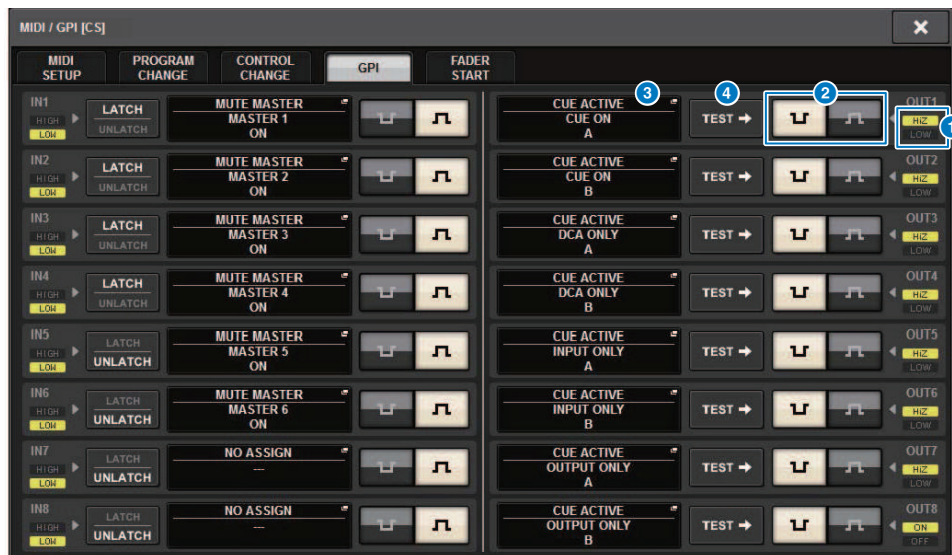 MIDI / GPI [CS]
MIDI SETUP
PROGRAM CHANGE
CONTROL CHANGE
GPI
FADER START
IN1
HIGH
LOW
LATCH
UNLATCH
MUTE MASTER
MASTER 1
ON
CUE ACTIVE
CUE ON
A
3
4
TEST
2
OUT1
HiZ
LOW
1
IN2
HIGH
LOW
LATCH
UNLATCH
MUTE MASTER
MASTER 2
ON
CUE ACTIVE
CUE ON
B
TEST
OUT2
HiZ
LOW
IN3
HIGH
LOW
LATCH
UNLATCH
MUTE MASTER
MASTER 3
ON
CUE ACTIVE
DCA ONLY
A
TEST
OUT3
HiZ
LOW
IN4
HIGH
LOW
LATCH
UNLATCH
MUTE MASTER
MASTER 4
ON
CUE ACTIVE
DCA ONLY
B
TEST
OUT4
HiZ
LOW
IN5
HIGH
LOW
LATCH
UNLATCH
MUTE MASTER
MASTER 5
ON
CUE ACTIVE
INPUT ONLY
A
TEST
OUT5
HiZ
LOW
IN6
HIGH
LOW
LATCH
UNLATCH
MUTE MASTER
MASTER 6
ON
CUE ACTIVE
INPUT ONLY
B
TEST
OUT6
HiZ
LOW
IN7
HIGH
LOW
LATCH
UNLATCH
NO ASSIGN
---
CUE ACTIVE
OUTPUT ONLY
A
TEST
OUT7
HiZ
LOW
IN8
HIGH
LOW
LATCH
UNLATCH
NO ASSIGN
---
CUE ACTIVE
OUTPUT ONLY
B
TEST
OUT8
ON
OFF